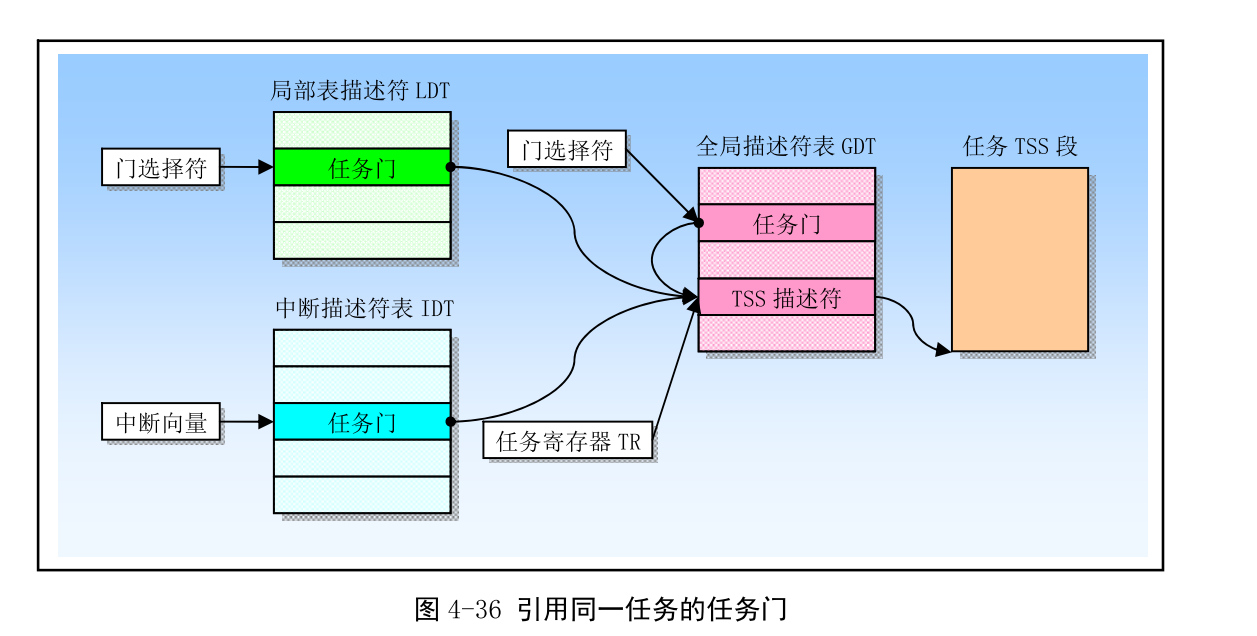 局部表描述符 LDT
门选择符
任务门
门选择符
全局描述符表 GDT
任务 TSS 段
任务门
TSS 描述符
中断描述符表 IDT
中断向量
任务门
任务寄存器 TR
图 4-36 引用同一任务的任务门